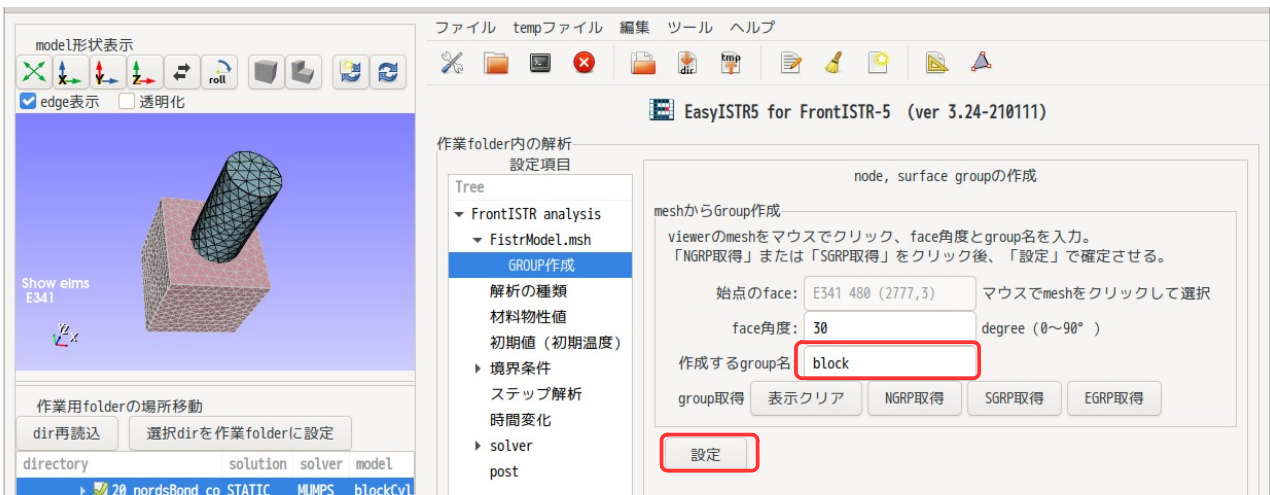 model形状表示
roll
edge表示 透明化
Show elms
E341
作業用folderの場所移動
dir再読込 選択dirを作業folderに設定
directory solution solver model
20_nordsBond_co STATIC MUMPS blockCyl
ファイル tempファイル 編集 ツール ヘルプ
dir tmp
EasyISTR5 for FrontISTR-5 (ver 3.24-210111)
作業folder内の解析
設定項目
Tree
FrontISTR analysis
FistrModel.msh
GROUP作成
解析の種類
材料物性値
初期値（初期温度）
境界条件
ステップ解析
時間変化
solver
post
node, surface groupの作成
meshからGroup作成
viewerのmeshをマウスでクリック、face角度とgroup名を入力。
「NGRP取得」または「SGRP取得」をクリック後、「設定」で確定させる。
始点のface: E341 480 (2777,3) マウスでmeshをクリックして選択
face角度: 30 degree (0～90° )
作成するgroup名 block
group取得 表示クリア NGRP取得 SGRP取得 EGRP取得
設定